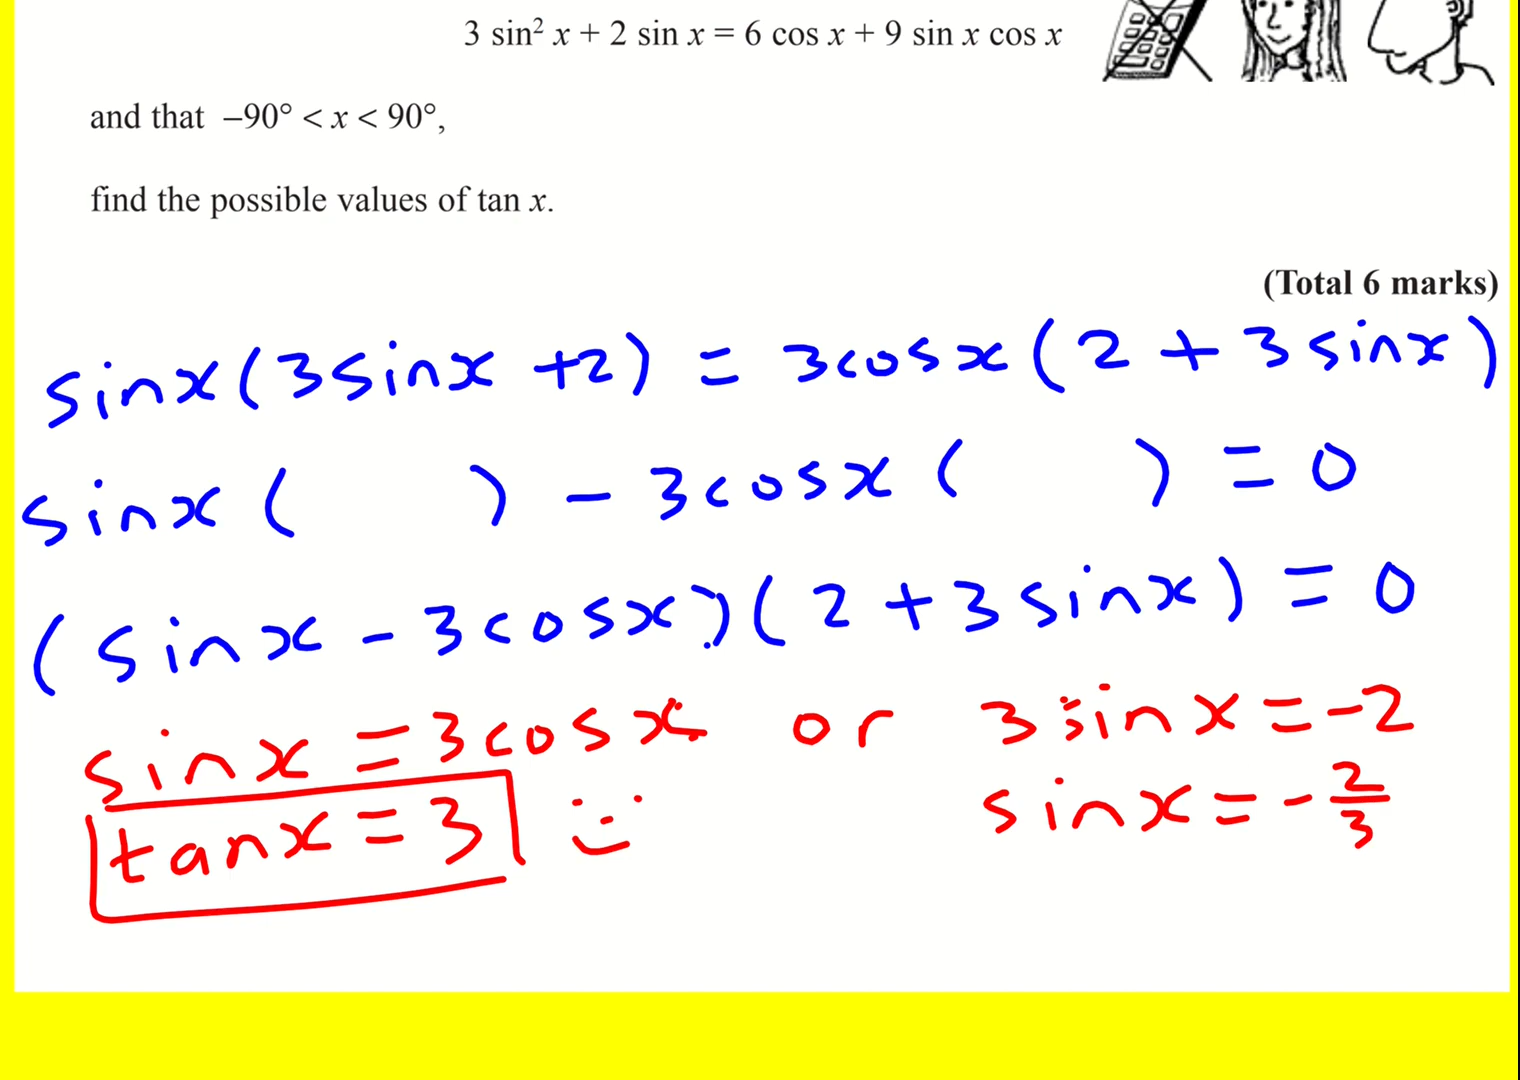 3 sin² x + 2 sin x = 6 cos x + 9 sin x cos x
and that –90° < x < 90°,
find the possible values of tan x.
(Total 6 marks)
sinx(3sinx +2) = 3cosx(2 + 3sinx)
sinx (      ) – 3cosx (      ) = 0
(sinx – 3cosx)(2 + 3sinx) = 0
sinx = 3cosx or 3sinx = –2
tanx = 3 sinx = – 2/3